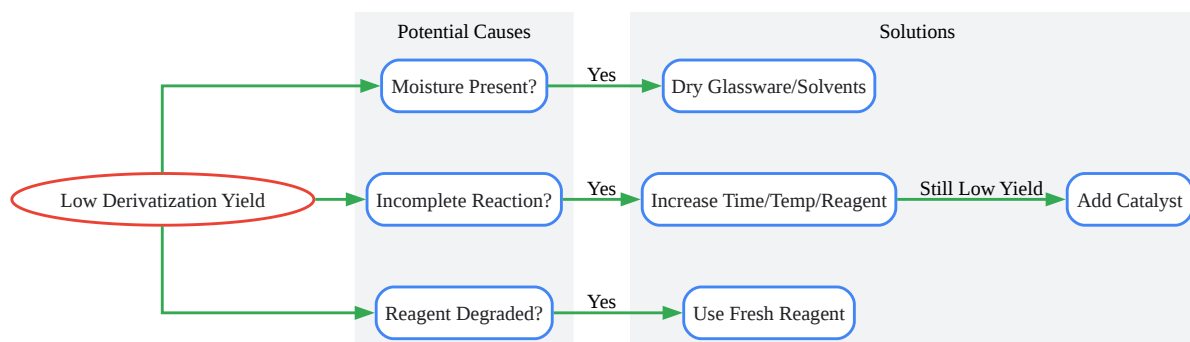 Potential Causes
Solutions
Moisture Present?
Yes
Dry Glassware/Solvents
Low Derivatization Yield
Incomplete Reaction?
Yes
Increase Time/Temp/Reagent
Still Low Yield
Add Catalyst
Reagent Degraded?
Yes
Use Fresh Reagent